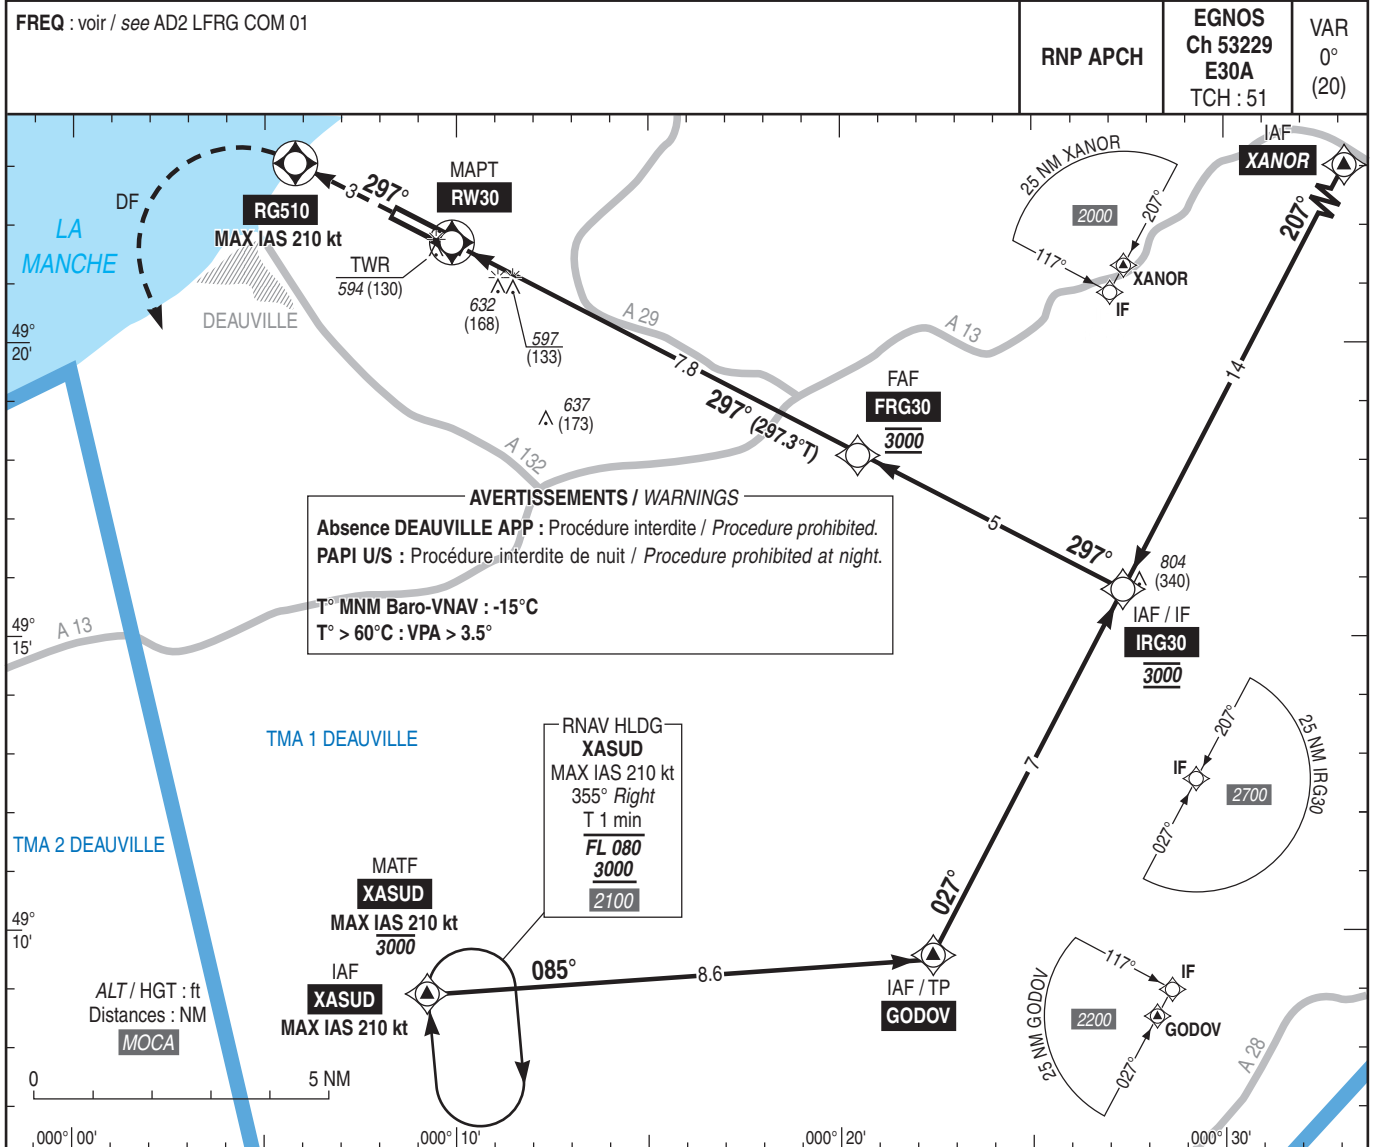 FREQ : voir / see AD2 LFRG COM 01
RNP APCH
EGNOS
Ch 53229
E30A
TCH : 51
VAR
0°
(20)
IAF
XANOR
207°
14
25 NM XANOR
2000
207°
117°
XANOR
IF
MAPT
RW30
297°
3
DF
RG510
MAX IAS 210 kt
LA
MANCHE
TWR
594 (130)
DEAUVILLE
632
(168)
597
(133)
637
(173)
A 29
A 13
49°
20'
7.8
297° (297.3°T)
FAF
FRG30
3000
A 132
AVERTISSEMENTS / WARNINGS
Absence DEAUVILLE APP : Procédure interdite / Procedure prohibited.
PAPI U/S : Procédure interdite de nuit / Procedure prohibited at night.
T° MNM Baro-VNAV : -15°C
T° > 60°C : VPA > 3.5°
5
297°
804
(340)
IAF / IF
IRG30
3000
A 13
49°
15'
TMA 1 DEAUVILLE
TMA 2 DEAUVILLE
RNAV HLDG
XASUD
MAX IAS 210 kt
355° Right
T 1 min
FL 080
3000
2100
7
027°
207°
IF
027°
2700
25 NM IRG30
MATF
XASUD
MAX IAS 210 kt
3000
IAF
XASUD
MAX IAS 210 kt
085°
8.6
IAF / TP
GODOV
49°
10'
117°
IF
GODOV
2200
027°
25 NM GODOV
A 28
ALT / HGT : ft
Distances : NM
MOCA
0
5 NM
000° 00'
000° 10'
000° 20'
000° 30'